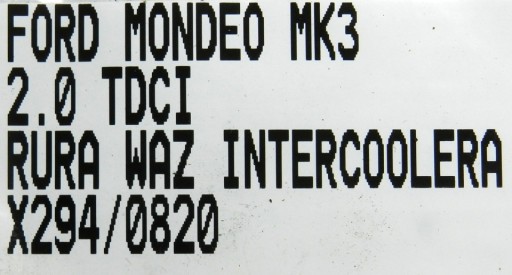 FORD MONDEO MK3
2.0 TDCI
RURA WAZ INTERCOOLERA
X294/0820